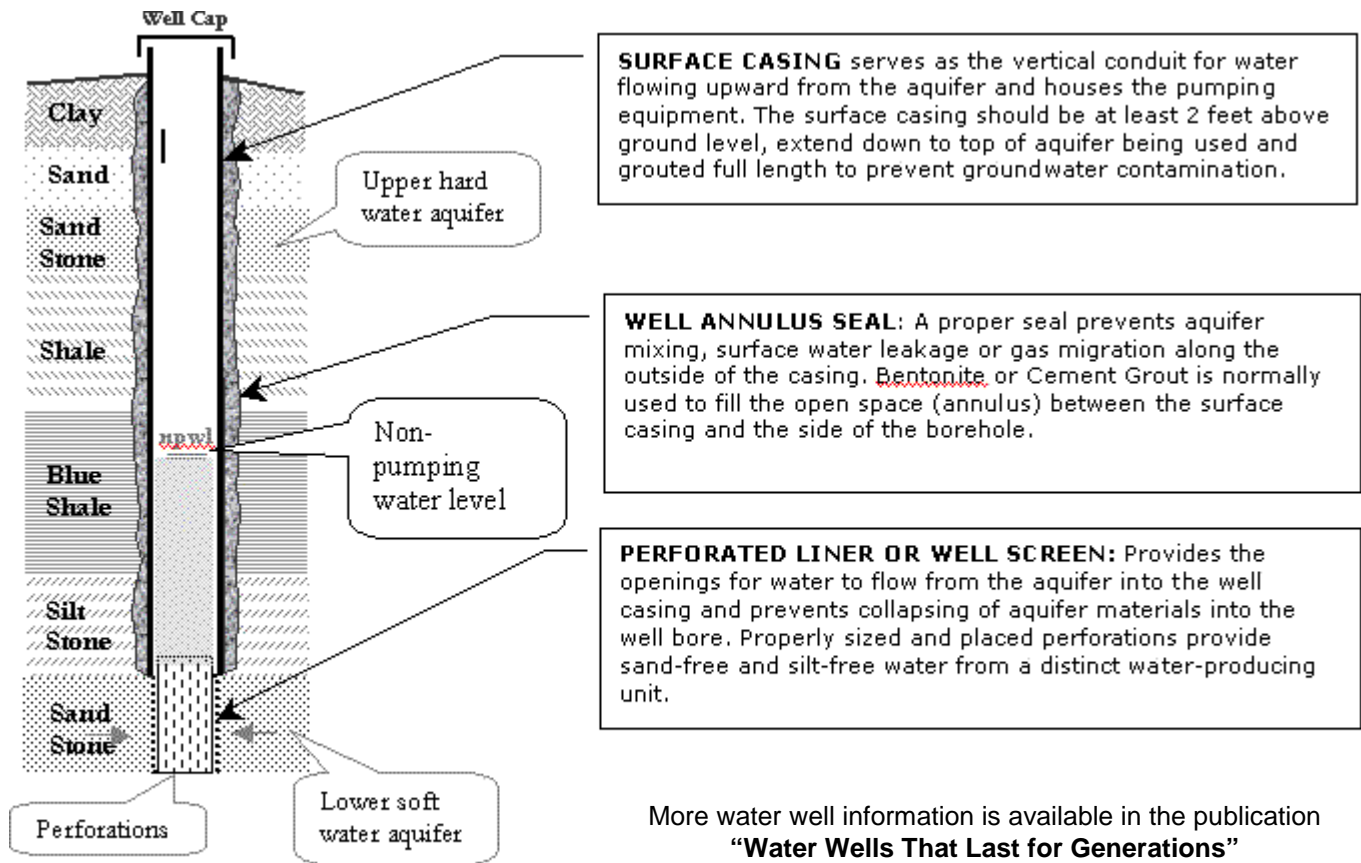 Well Cap
Clay
Sand
Sand
Stone
Shale
npwl
Blue
Shale
Silt
Stone
Sand
Stone
Upper hard
water aquifer
Non-
pumping
water level
Perforations
Lower soft
water aquifer
SURFACE CASING serves as the vertical conduit for water
flowing upward from the aquifer and houses the pumping
equipment. The surface casing should be at least 2 feet above
ground level, extend down to top of aquifer being used and
grouted full length to prevent groundwater contamination.
WELL ANNULUS SEAL: A proper seal prevents aquifer
mixing, surface water leakage or gas migration along the
outside of the casing. Bentonite or Cement Grout is normally
used to fill the open space (annulus) between the surface
casing and the side of the borehole.
PERFORATED LINER OR WELL SCREEN: Provides the
openings for water to flow from the aquifer into the well
casing and prevents collapsing of aquifer materials into the
well bore. Properly sized and placed perforations provide
sand-free and silt-free water from a distinct water-producing
unit.
More water well information is available in the publication
“Water Wells That Last for Generations”